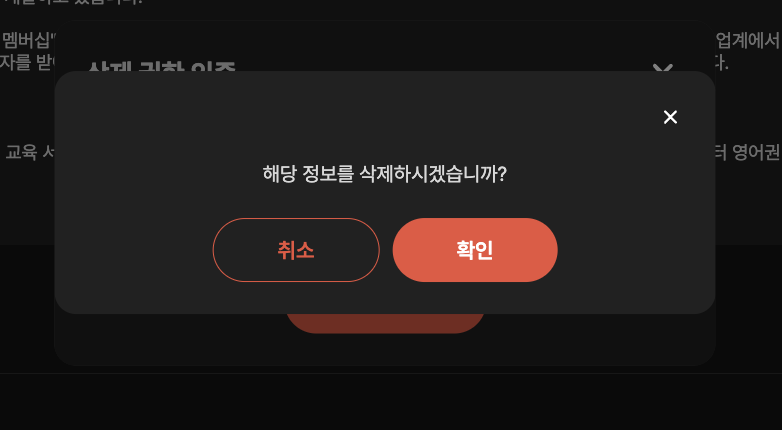 멤버십"
업계에서
자를 받
다.
삭제 권한 인증
해당 정보를 삭제하시겠습니까?
교육 서
터 영어권
취소
확인